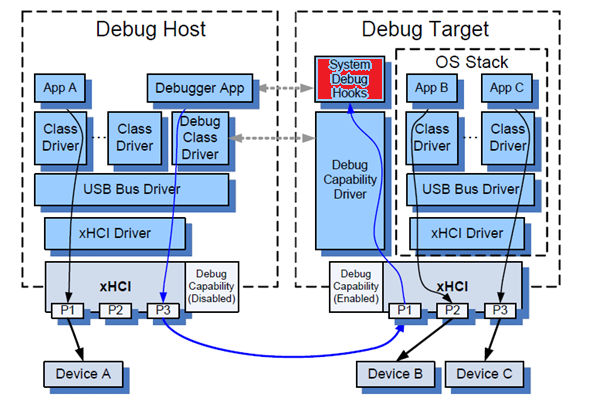 Debug Host
Debug Target
OS Stack
App A
Debugger App
System
Debug
Hooks
App B
App C
Class
Driver
Class
Driver
Debug
Class
Driver
Debug
Capability
Driver
Class
Driver
Class
Driver
USB Bus Driver
USB Bus Driver
xHCI Driver
xHCI Driver
xHCI
Debug
Capability
(Disabled)
Debug
Capability
(Enabled)
xHCI
P1
P2
P3
P1
P2
P3
Device A
Device B
Device C